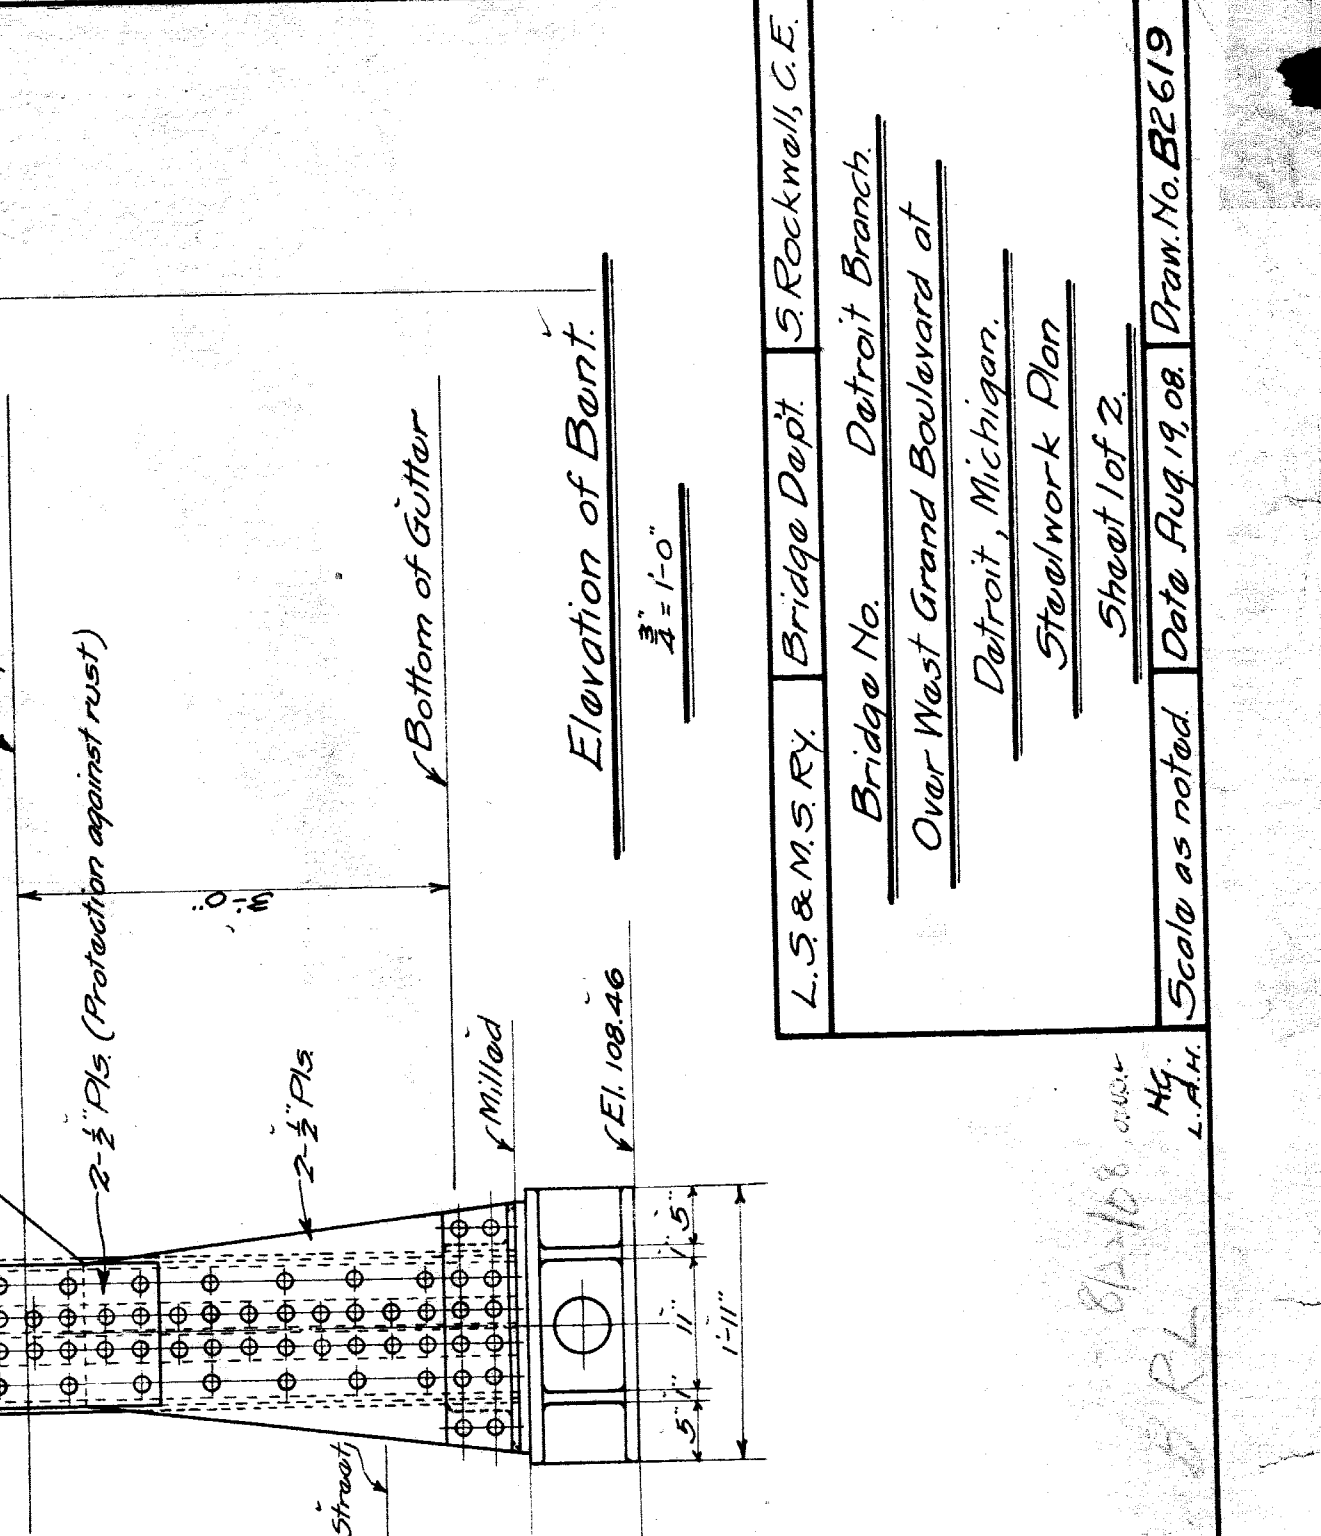 2-½" Pls. (Protection against rust)
3'-0"
2-½" Pls.
Bottom of Gutter
Milled
El. 108.46
Street
5" 1" 11" 1" 5"
1'-11"
Elevation of Bent.
¾" = 1'-0"
L. S. & M. S. Ry. Bridge Dep't. S. Rockwell, C. E.
Bridge No. Detroit Branch.
Over West Grand Boulevard at
Detroit, Michigan.
Steelwork Plan
Sheet 1 of 2.
Scale as noted. Date Aug. 19, 08. Draw. No. B2619
H.G.
L.A.H.